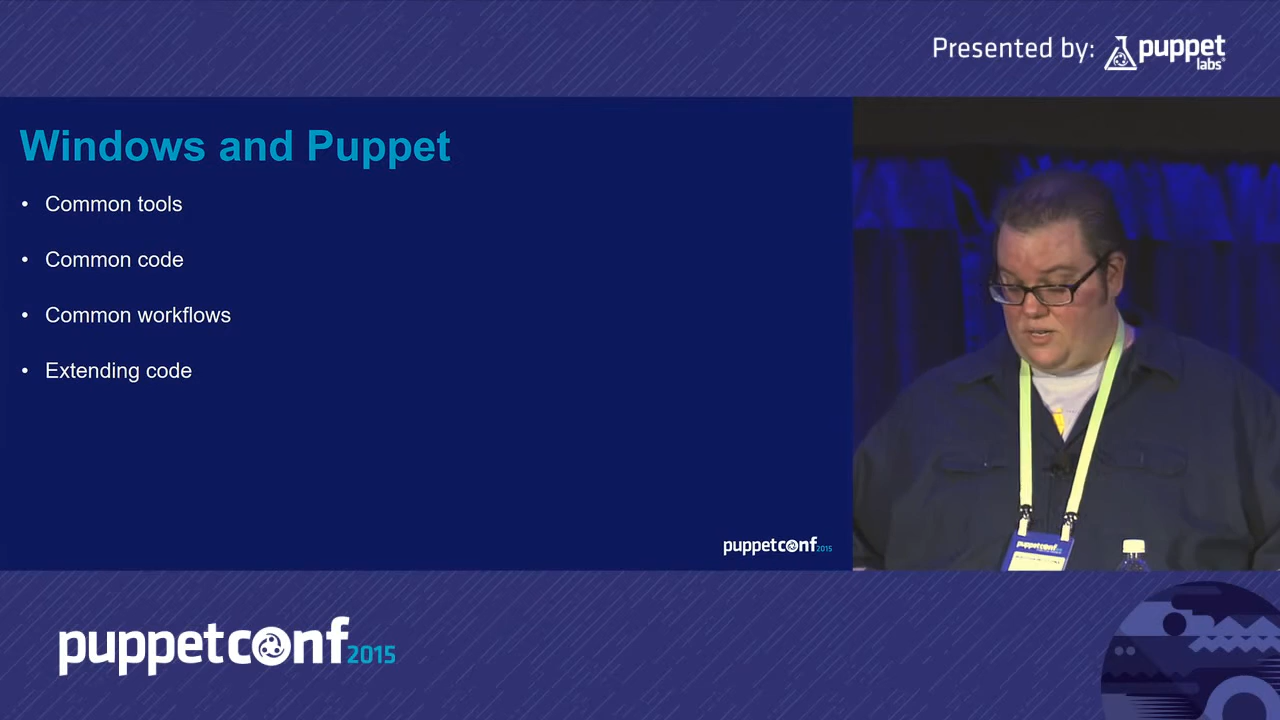 Presented by: puppet labs
Windows and Puppet
• Common tools
• Common code
• Common workflows
• Extending code
puppetconf 2015
puppetconf
puppetconf 2015